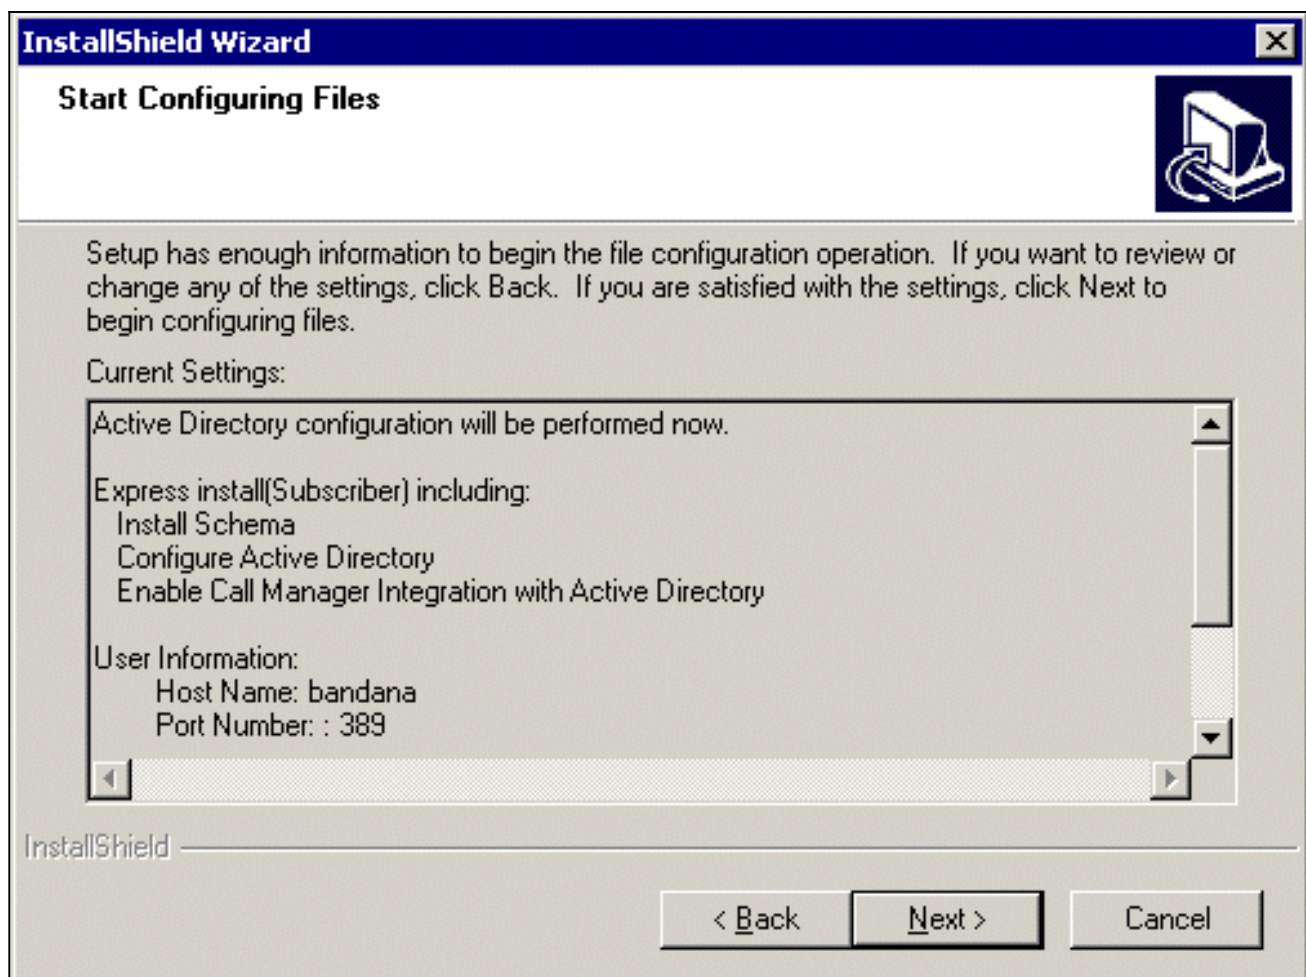 InstallShield Wizard
Start Configuring Files
Setup has enough information to begin the file configuration operation.  If you want to review or
change any of the settings, click Back.  If you are satisfied with the settings, click Next to
begin configuring files.
Current Settings:
Active Directory configuration will be performed now.
Express install(Subscriber) including:
Install Schema
Configure Active Directory
Enable Call Manager Integration with Active Directory
User Information:
Host Name: bandana
Port Number: : 389
InstallShield
< Back
Next >
Cancel